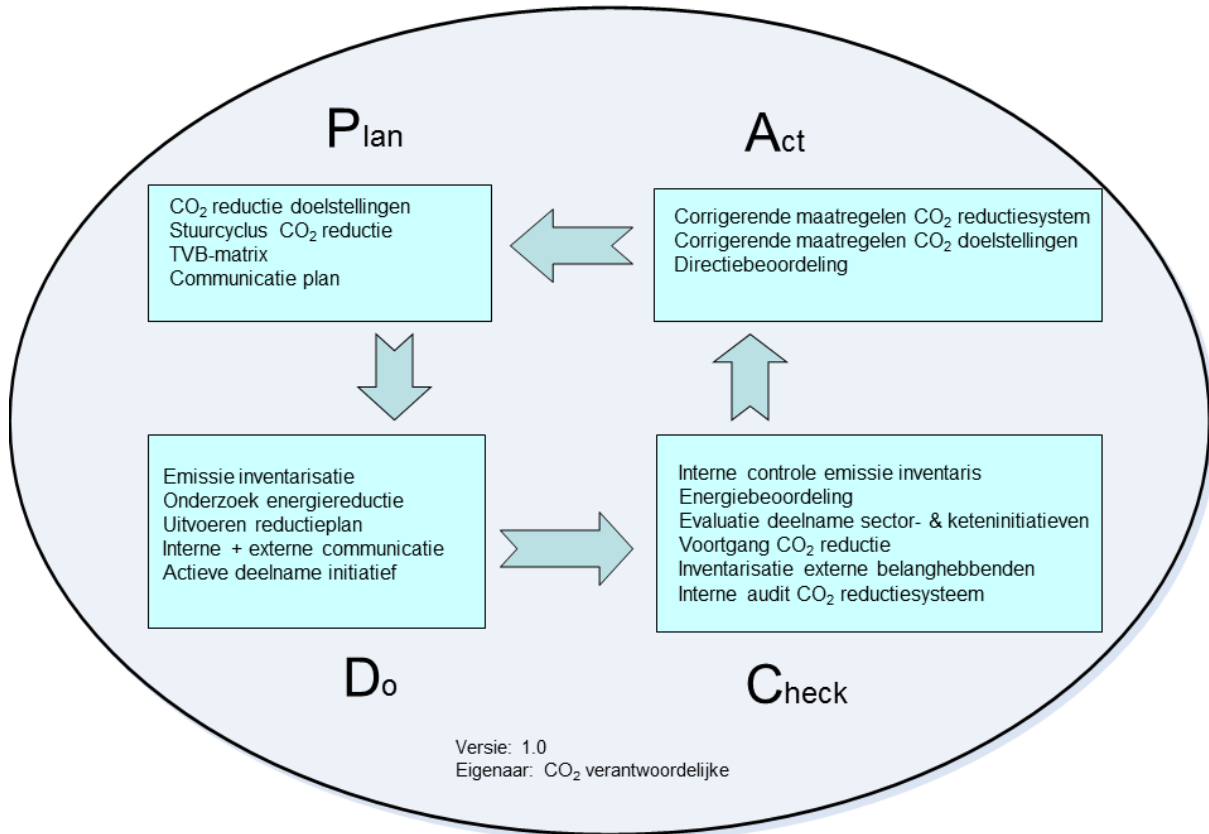 Plan
CO₂ reductie doelstellingen
Stuurcyclus CO₂ reductie
TVB-matrix
Communicatie plan
Act
Corrigerende maatregelen CO₂ reductiesystem
Corrigerende maatregelen CO₂ doelstellingen
Directiebeoordeling
Emissie inventarisatie
Onderzoek energiereductie
Uitvoeren reductieplan
Interne + externe communicatie
Actieve deelname initiatief
Do
Interne controle emissie inventaris
Energiebeoordeling
Evaluatie deelname sector- & keteninitiatieven
Voortgang CO₂ reductie
Inventarisatie externe belanghebbenden
Interne audit CO₂ reductiesysteem
Check
Versie: 1.0
Eigenaar: CO₂ verantwoordelijke